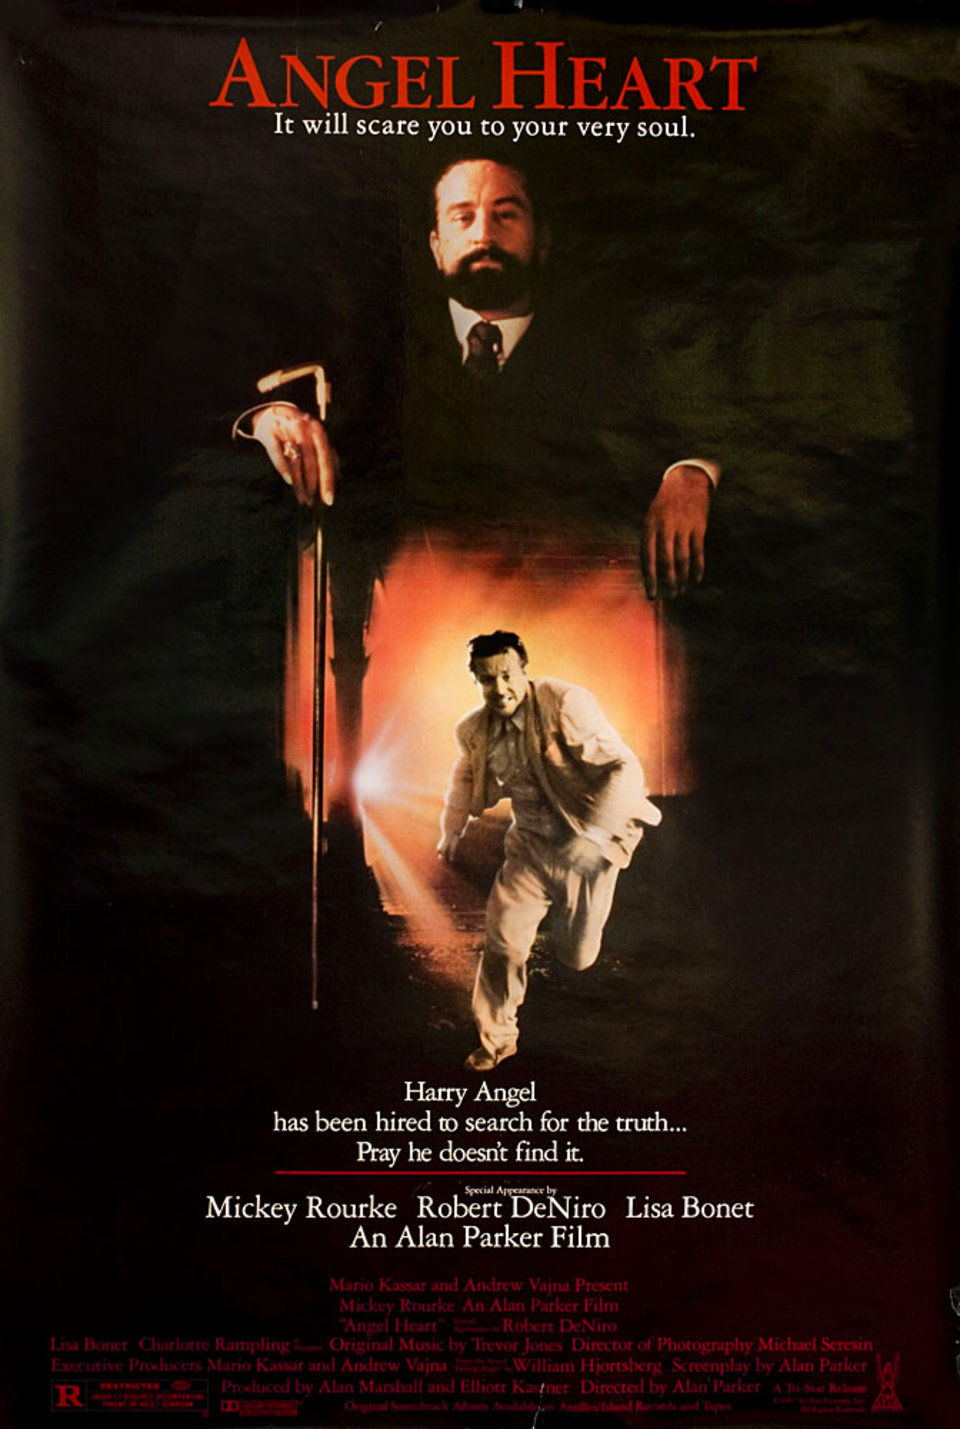 ANGEL HEART
It will scare you to your very soul.
Harry Angel
has been hired to search for the truth...
Pray he doesn't find it.
Special Appearance by
Mickey Rourke Robert DeNiro Lisa Bonet
An Alan Parker Film
Mario Kassar and Andrew Vajna Present
Mickey Rourke An Alan Parker Film
"Angel Heart" Special Appearance by Robert DeNiro
Lisa Bonet Charlotte Rampling Original Music by Trevor Jones Director of Photography Michael Seresin
Executive Producers Mario Kassar and Andrew Vajna William Hjortsberg Screenplay by Alan Parker
Produced by Alan Marshall and Elliott Kastner Directed by Alan Parker A Tri-Star Release
R RESTRICTED
Original Soundtrack Album Available on Antilles/Island Records and Tapes.